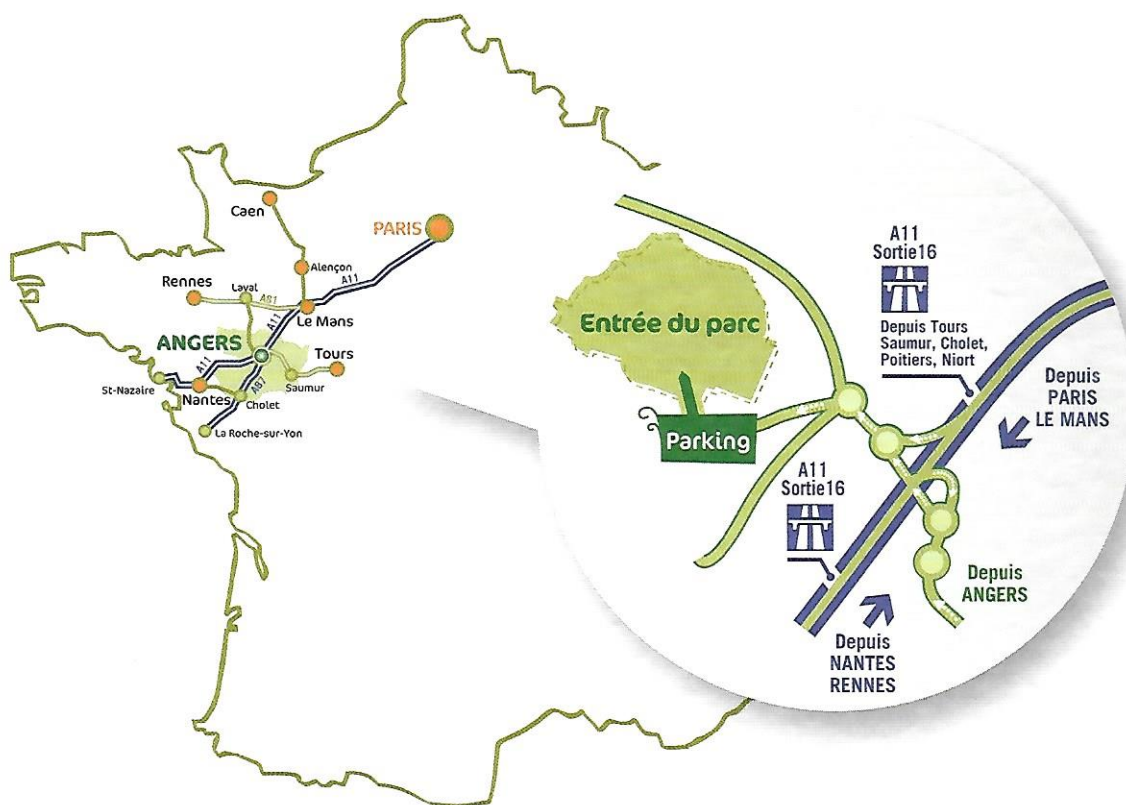 Caen
PARIS
Alençon
A11
Rennes
Laval
A81
Le Mans
A11
ANGERS
Tours
A11
Saumur
St-Nazaire
A87
Nantes
Cholet
La Roche-sur-Yon
A11
Sortie16
Entrée du parc
Depuis Tours
Saumur, Cholet,
Poitiers, Niort
Depuis
PARIS
LE MANS
Parking
A11
Sortie16
Depuis
ANGERS
Depuis
NANTES
RENNES